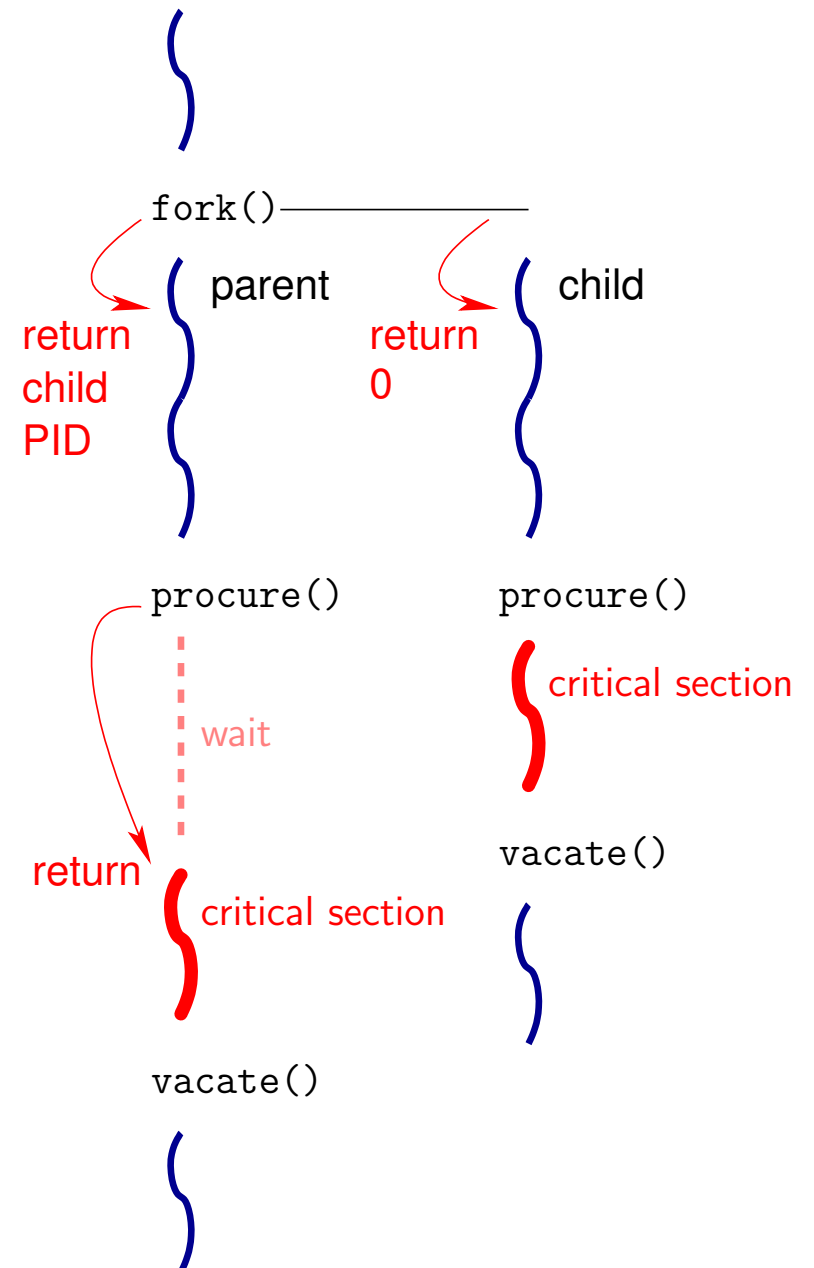 fork()
parent
child
return
child
PID
return
0
procure()
procure()
critical section
wait
vacate()
return
critical section
vacate()